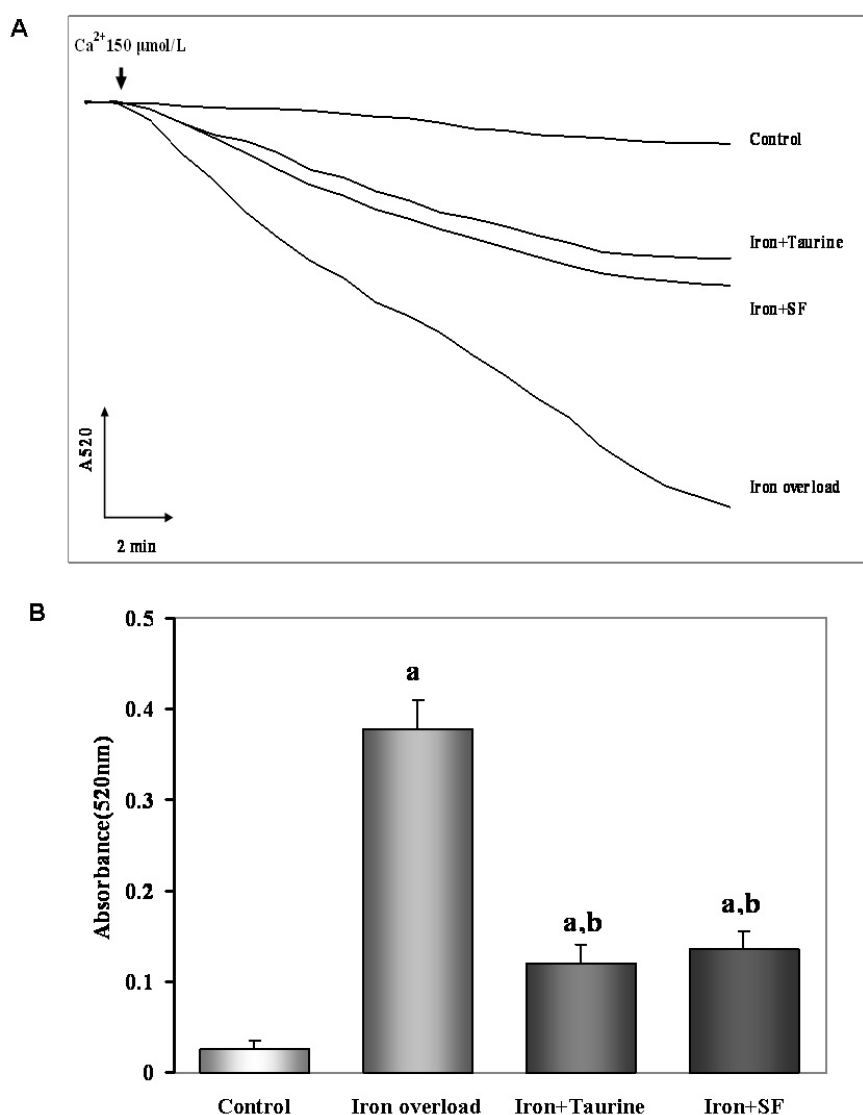 A
Ca²⁺150 μmol/L
Control
Iron+Taurine
Iron+SF
Iron overload
A520
2 min
B
Absorbance(520nm)
0.5
0.4
0.3
0.2
0.1
0
a
a,b
a,b
Control Iron overload Iron+Taurine Iron+SF